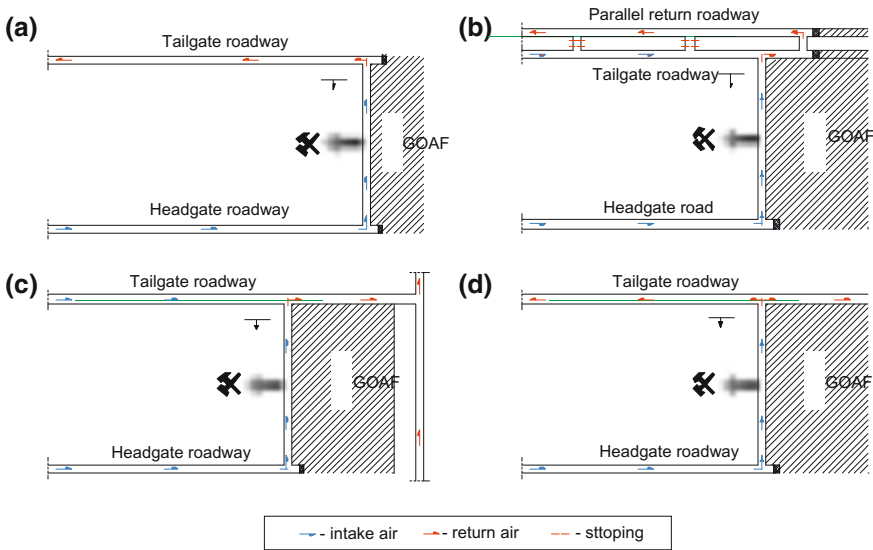 (a)
Tailgate roadway
GOAF
Headgate roadway
(b)
Parallel return roadway
Tailgate roadway
GOAF
Headgate road
(c)
Tailgate roadway
GOAF
Headgate roadway
(d)
Tailgate roadway
GOAF
Headgate roadway
- intake air - return air - sttoping